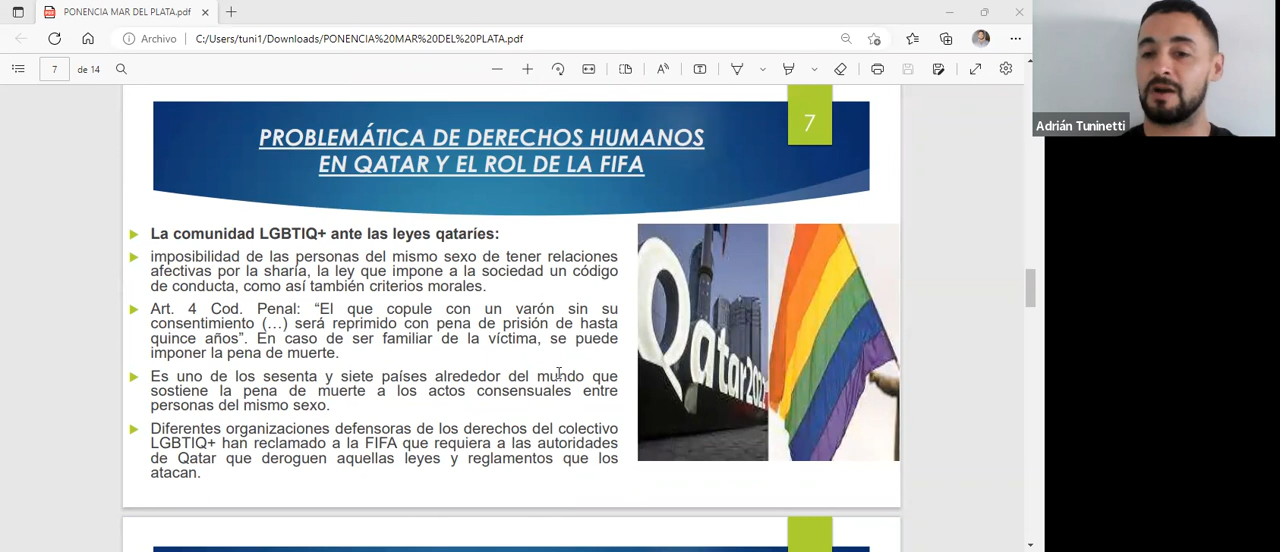 PONENCIA MAR DEL PLATA.pdf
Archivo
C:/Users/tuni1/Downloads/PONENCIA%20MAR%20DEL%20PLATA.pdf
7
de 14
Adrián Tuninetti
PROBLEMÁTICA DE DERECHOS HUMANOS
EN QATAR Y EL ROL DE LA FIFA
7
La comunidad LGBTIQ+ ante las leyes qataríes:
imposibilidad de las personas del mismo sexo de tener relaciones
afectivas por la sharía, la ley que impone a la sociedad un código
de conducta, como así también criterios morales.
Art. 4 Cod. Penal: “El que copule con un varón sin su
consentimiento (…) será reprimido con pena de prisión de hasta
quince años”. En caso de ser familiar de la víctima, se puede
imponer la pena de muerte.
Es uno de los sesenta y siete países alrededor del mundo que
sostiene la pena de muerte a los actos consensuales entre
personas del mismo sexo.
Diferentes organizaciones defensoras de los derechos del colectivo
LGBTIQ+ han reclamado a la FIFA que requiera a las autoridades
de Qatar que deroguen aquellas leyes y reglamentos que los
atacan.
Qatar2022